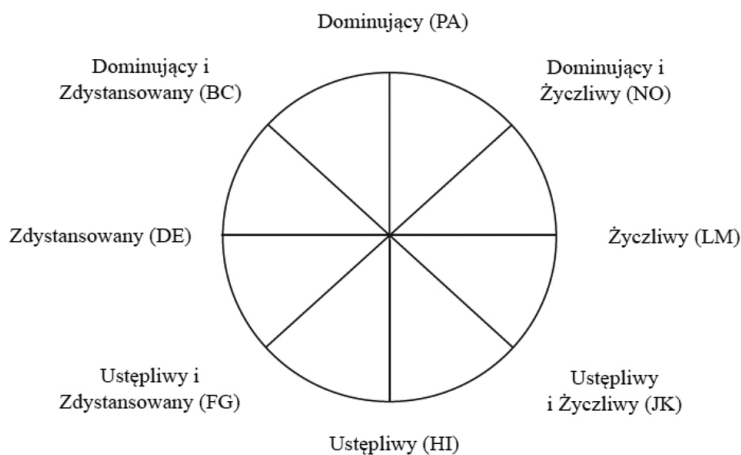 Dominujący (PA)
Dominujący i
Zdystansowany (BC)
Dominujący i
Życzliwy (NO)
Zdystansowany (DE)
Życzliwy (LM)
Ustępliwy i
Zdystansowany (FG)
Ustępliwy
i Życzliwy (JK)
Ustępliwy (HI)